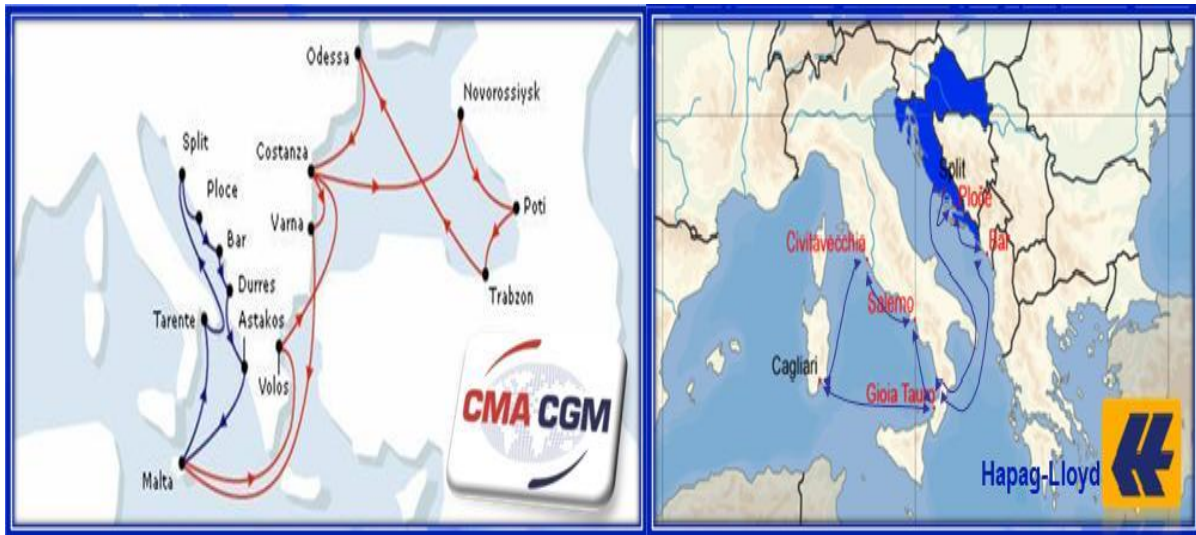 Odessa
Novorossiysk
Split
Costanza
Ploce
Poti
Varna
Bar
Durres
Trabzon
Tarente
Astakos
Volos
CMA CGM
Malta
Split
Ploče
Civitavecchia
Bar
Salerno
Cagliari
Gioia Tauro
Hapag-Lloyd